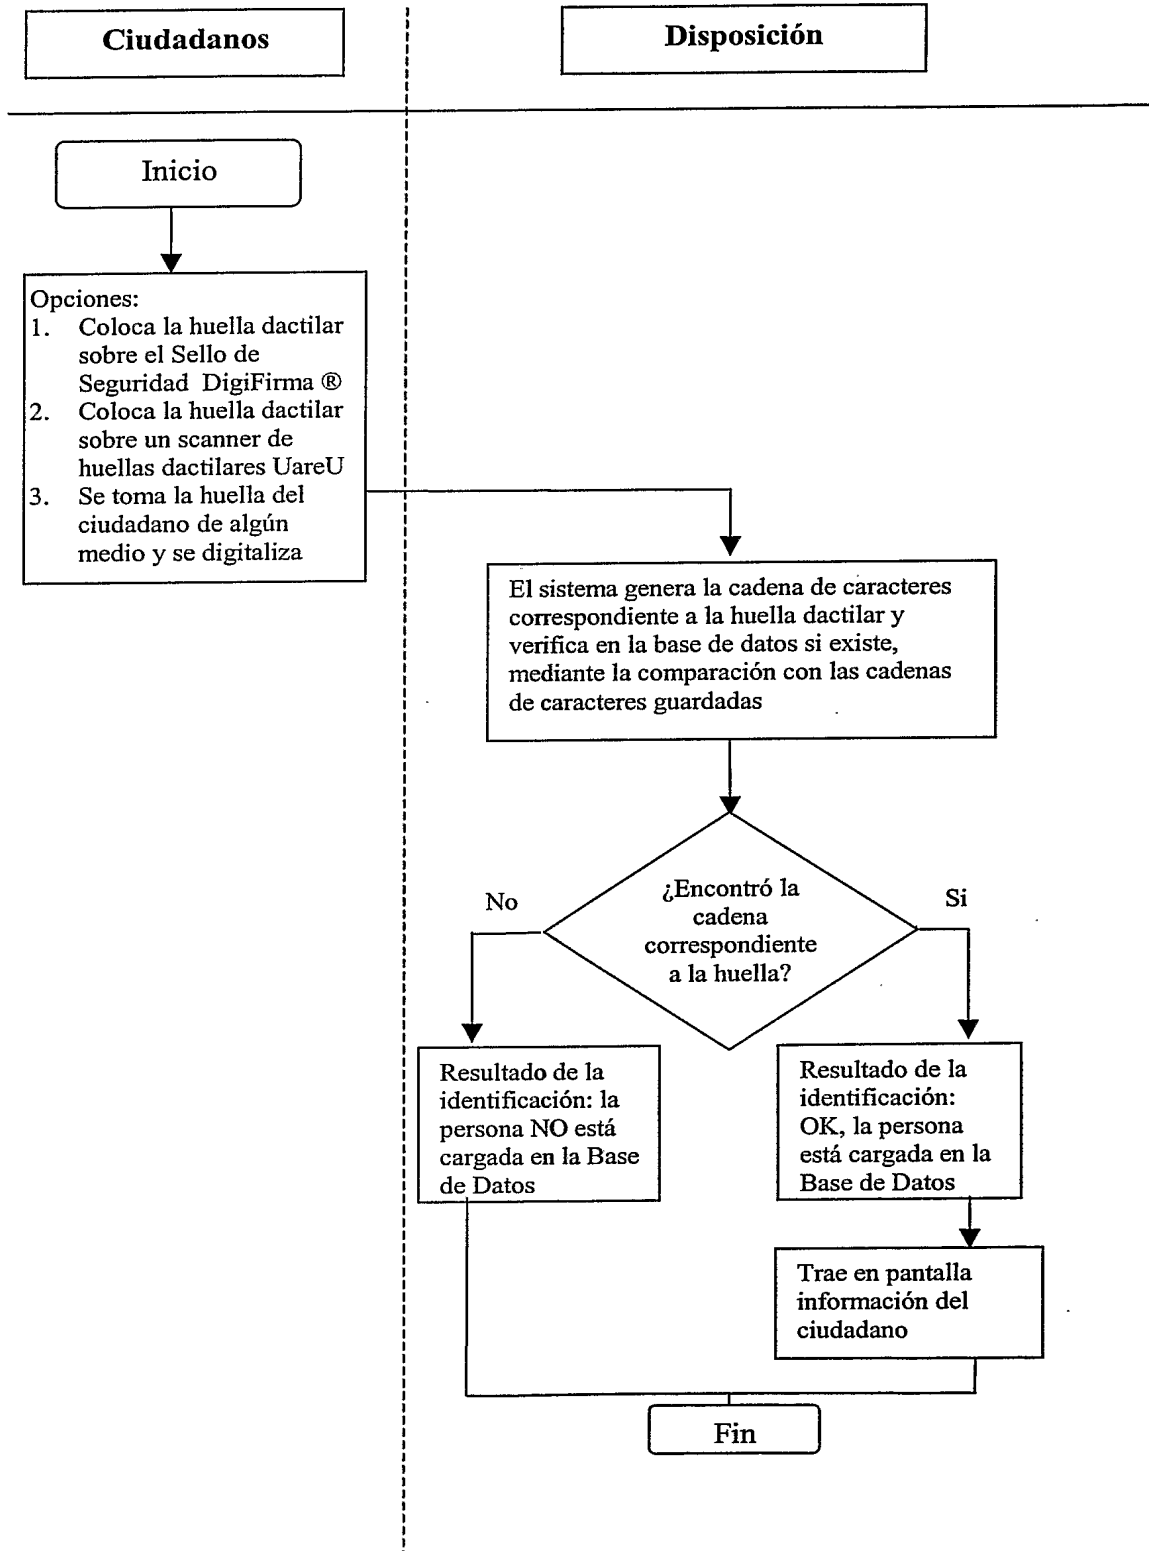 Ciudadanos
Disposición
Inicio
Opciones:
1. Coloca la huella dactilar
sobre el Sello de
Seguridad DigiFirma ®
2. Coloca la huella dactilar
sobre un scanner de
huellas dactilares UareU
3. Se toma la huella del
ciudadano de algún
medio y se digitaliza
El sistema genera la cadena de caracteres
correspondiente a la huella dactilar y
verifica en la base de datos si existe,
mediante la comparación con las cadenas
de caracteres guardadas
¿Encontró la
cadena
correspondiente
a la huella?
No
Si
Resultado de la
identificación: la
persona NO está
cargada en la Base
de Datos
Resultado de la
identificación:
OK, la persona
está cargada en la
Base de Datos
Trae en pantalla
información del
ciudadano
Fin